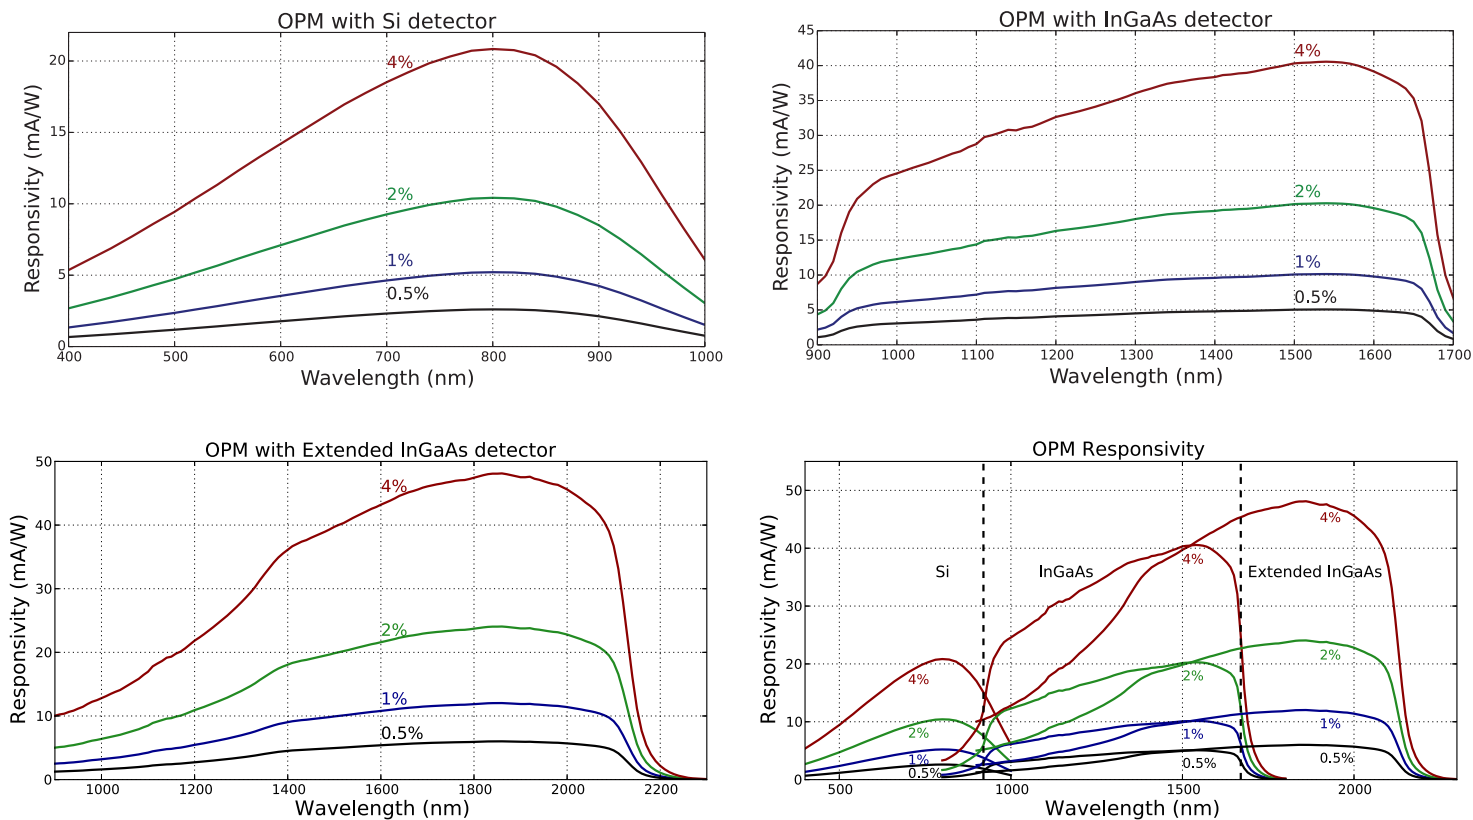 OPM with Si detector
Responsivity (mA/W)
20
15
10
5
0
4%
2%
1%
0.5%
400 500 600 700 800 900 1000
Wavelength (nm)
OPM with InGaAs detector
Responsivity (mA/W)
45
40
35
30
25
20
15
10
5
0
4%
2%
1%
0.5%
900 1000 1100 1200 1300 1400 1500 1600 1700
Wavelength (nm)
OPM with Extended InGaAs detector
Responsivity (mA/W)
50
40
30
20
10
0
4%
2%
1%
0.5%
1000 1200 1400 1600 1800 2000 2200
Wavelength (nm)
OPM Responsivity
Responsivity (mA/W)
50
40
30
20
10
0
Si InGaAs Extended InGaAs
4% 4% 4%
2% 2% 2%
1% 1% 1%
0.5% 0.5% 0.5%
500 1000 1500 2000
Wavelength (nm)